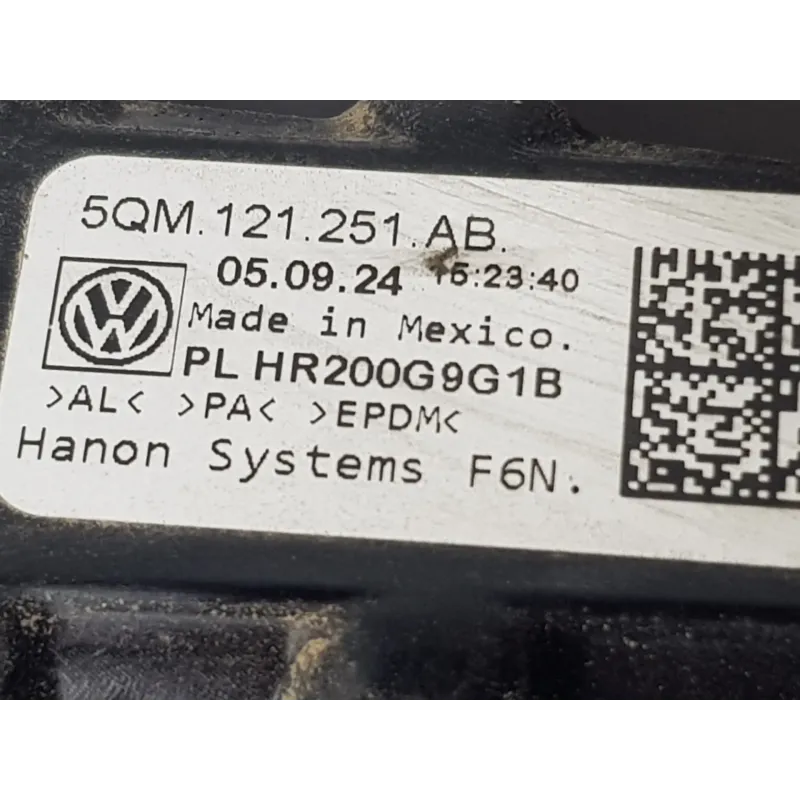 5QM.121.251.AB.
05.09.24 15:23:40
Made in Mexico.
PL HR200G9G1B
>AL< >PA< >EPDM<
Hanon Systems F6N.